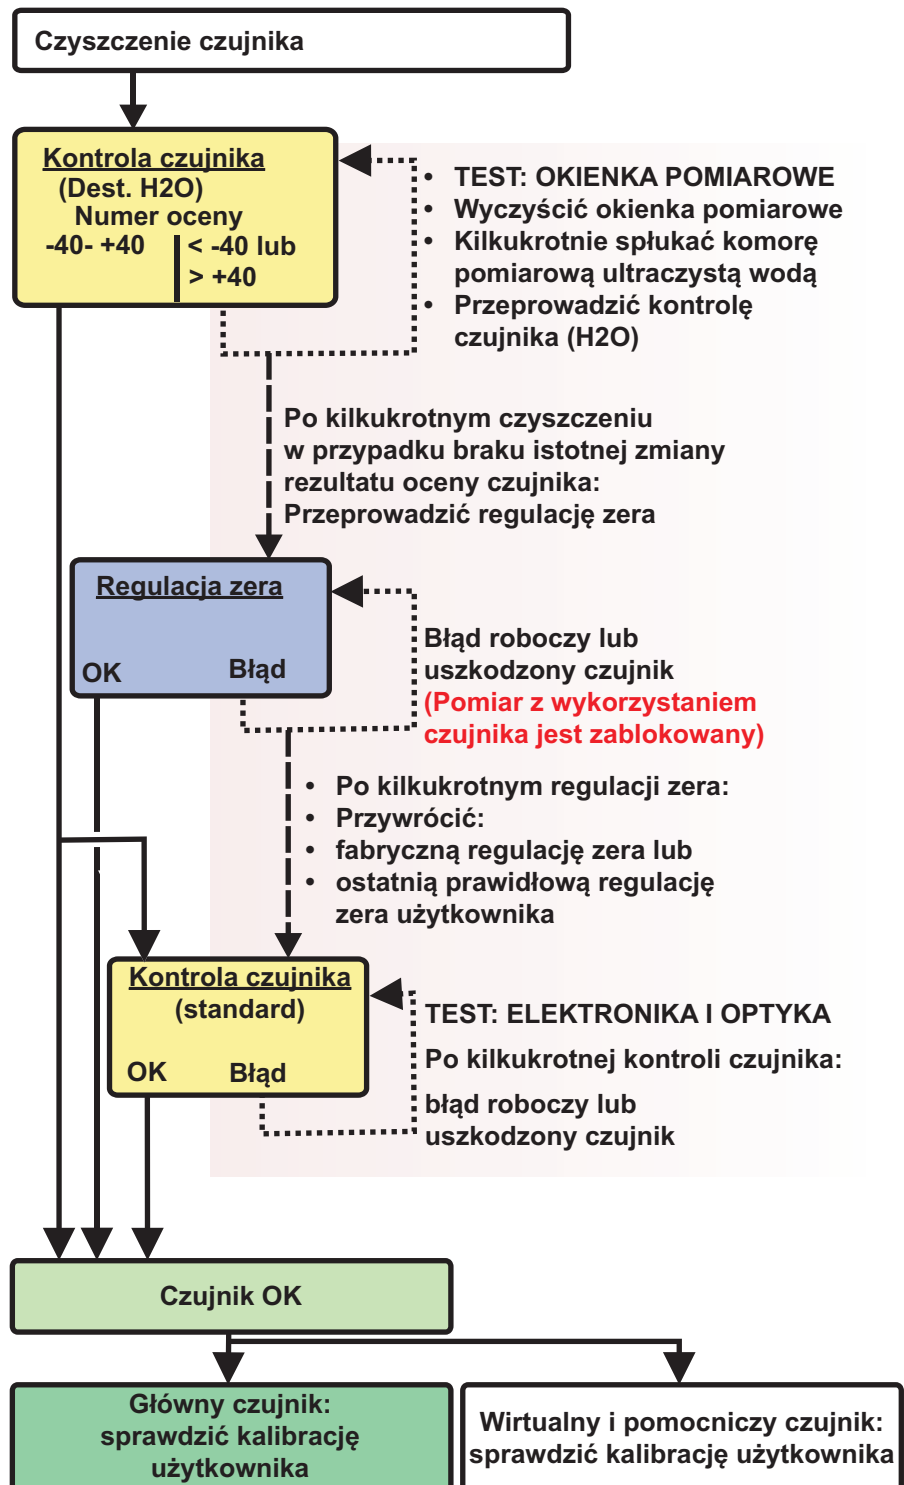 Czyszczenie czujnika
Kontrola czujnika
(Dest. H2O)
Numer oceny
-40- +40
< -40 lub
> +40
• TEST: OKIENKA POMIAROWE
• Wyczyścić okienka pomiarowe
• Kilkukrotnie spłukać komorę
pomiarową ultraczystą wodą
• Przeprowadzić kontrolę
czujnika (H2O)
Po kilkukrotnym czyszczeniu
w przypadku braku istotnej zmiany
rezultatu oceny czujnika:
Przeprowadzić regulację zera
Regulacja zera
OK
Błąd
Błąd roboczy lub
uszkodzony czujnik
(Pomiar z wykorzystaniem
czujnika jest zablokowany)
• Po kilkukrotnym regulacji zera:
• Przywrócić:
• fabryczną regulację zera lub
• ostatnią prawidłową regulację
zera użytkownika
Kontrola czujnika
(standard)
OK
Błąd
TEST: ELEKTRONIKA I OPTYKA
Po kilkukrotnej kontroli czujnika:
błąd roboczy lub
uszkodzony czujnik
Czujnik OK
Główny czujnik:
sprawdzić kalibrację
użytkownika
Wirtualny i pomocniczy czujnik:
sprawdzić kalibrację użytkownika